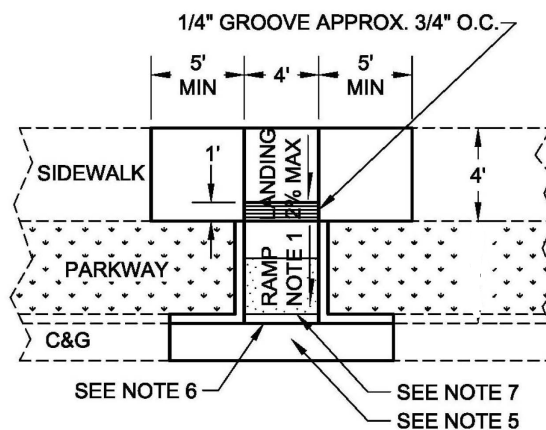 1/4" GROOVE APPROX. 3/4" O.C.
5' MIN
4'
5' MIN
1'
LANDING
2% MAX
4'
SIDEWALK
PARKWAY
RAMP
NOTE 1
C&G
SEE NOTE 6
SEE NOTE 7
SEE NOTE 5